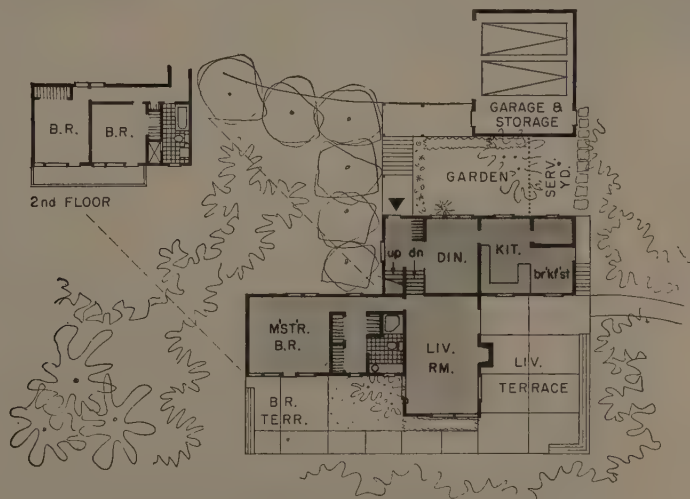 B.R.
B.R.
2nd FLOOR
GARAGE &
STORAGE
GARDEN
SERV.
YD.
up
dn
DIN.
KIT.
br'kf'st
M'ST'R.
B.R.
LIV.
RM.
LIV.
TERRACE
B.R.
TERR.